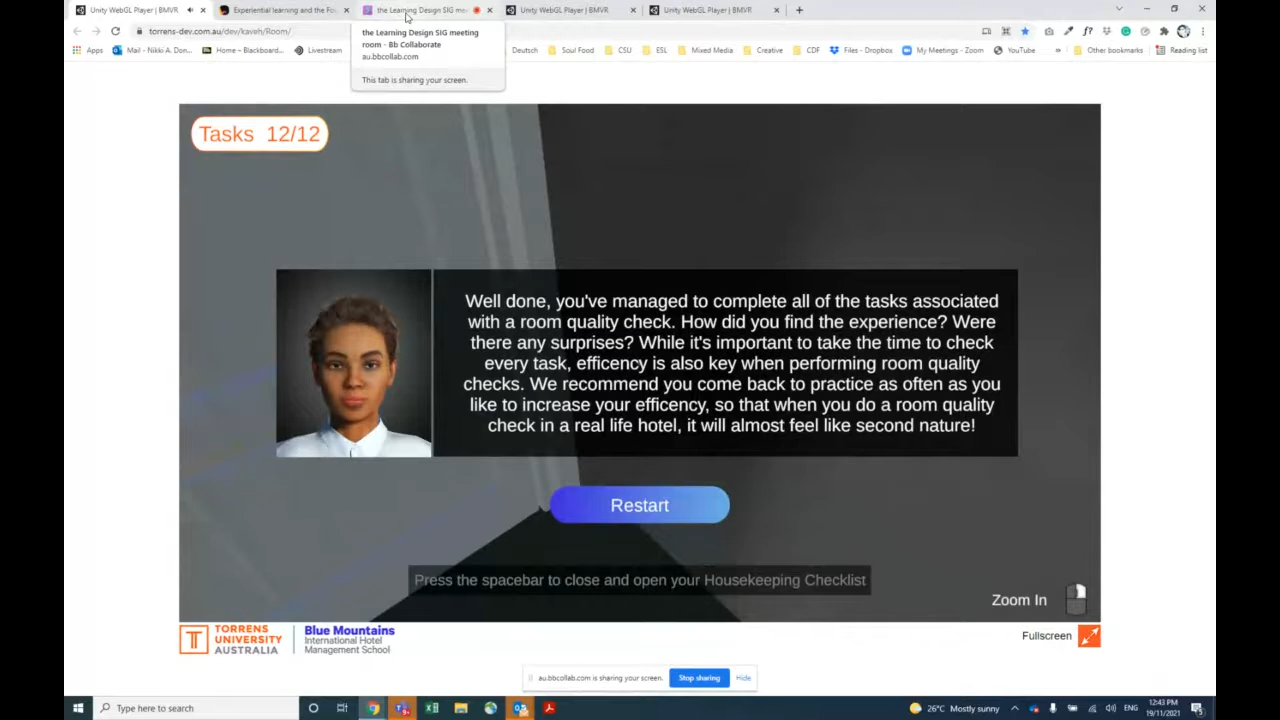 Unity WebGL Player | BMVR
Experiential learning and the Fou
the Learning Design SIG mee
Unity WebGL Player | BMVR
Unity WebGL Player | BMVR
torrens-dev.com.au/dev/kaveh/Room/
the Learning Design SIG meeting
room - Bb Collaborate
au.bbcollab.com
This tab is sharing your screen.
Apps
Mail - Nikki A. Don...
Home – Blackboard...
Livestream
Deutsch
Soul Food
CSU
ESL
Mixed Media
Creative
CDF
Files - Dropbox
My Meetings - Zoom
YouTube
»
Other bookmarks
Reading list
Tasks 12/12
Well done, you've managed to complete all of the tasks associated
with a room quality check. How did you find the experience? Were
there any surprises? While it's important to take the time to check
every task, efficency is also key when performing room quality
checks. We recommend you come back to practice as often as you
like to increase your efficency, so that when you do a room quality
check in a real life hotel, it will almost feel like second nature!
Restart
Press the spacebar to close and open your Housekeeping Checklist
Zoom In
TORRENS
UNIVERSITY
AUSTRALIA
Blue Mountains
International Hotel
Management School
Fullscreen
au.bbcollab.com is sharing your screen.
Stop sharing
Hide
Type here to search
26°C Mostly sunny
ENG
12:43 PM
19/11/2021